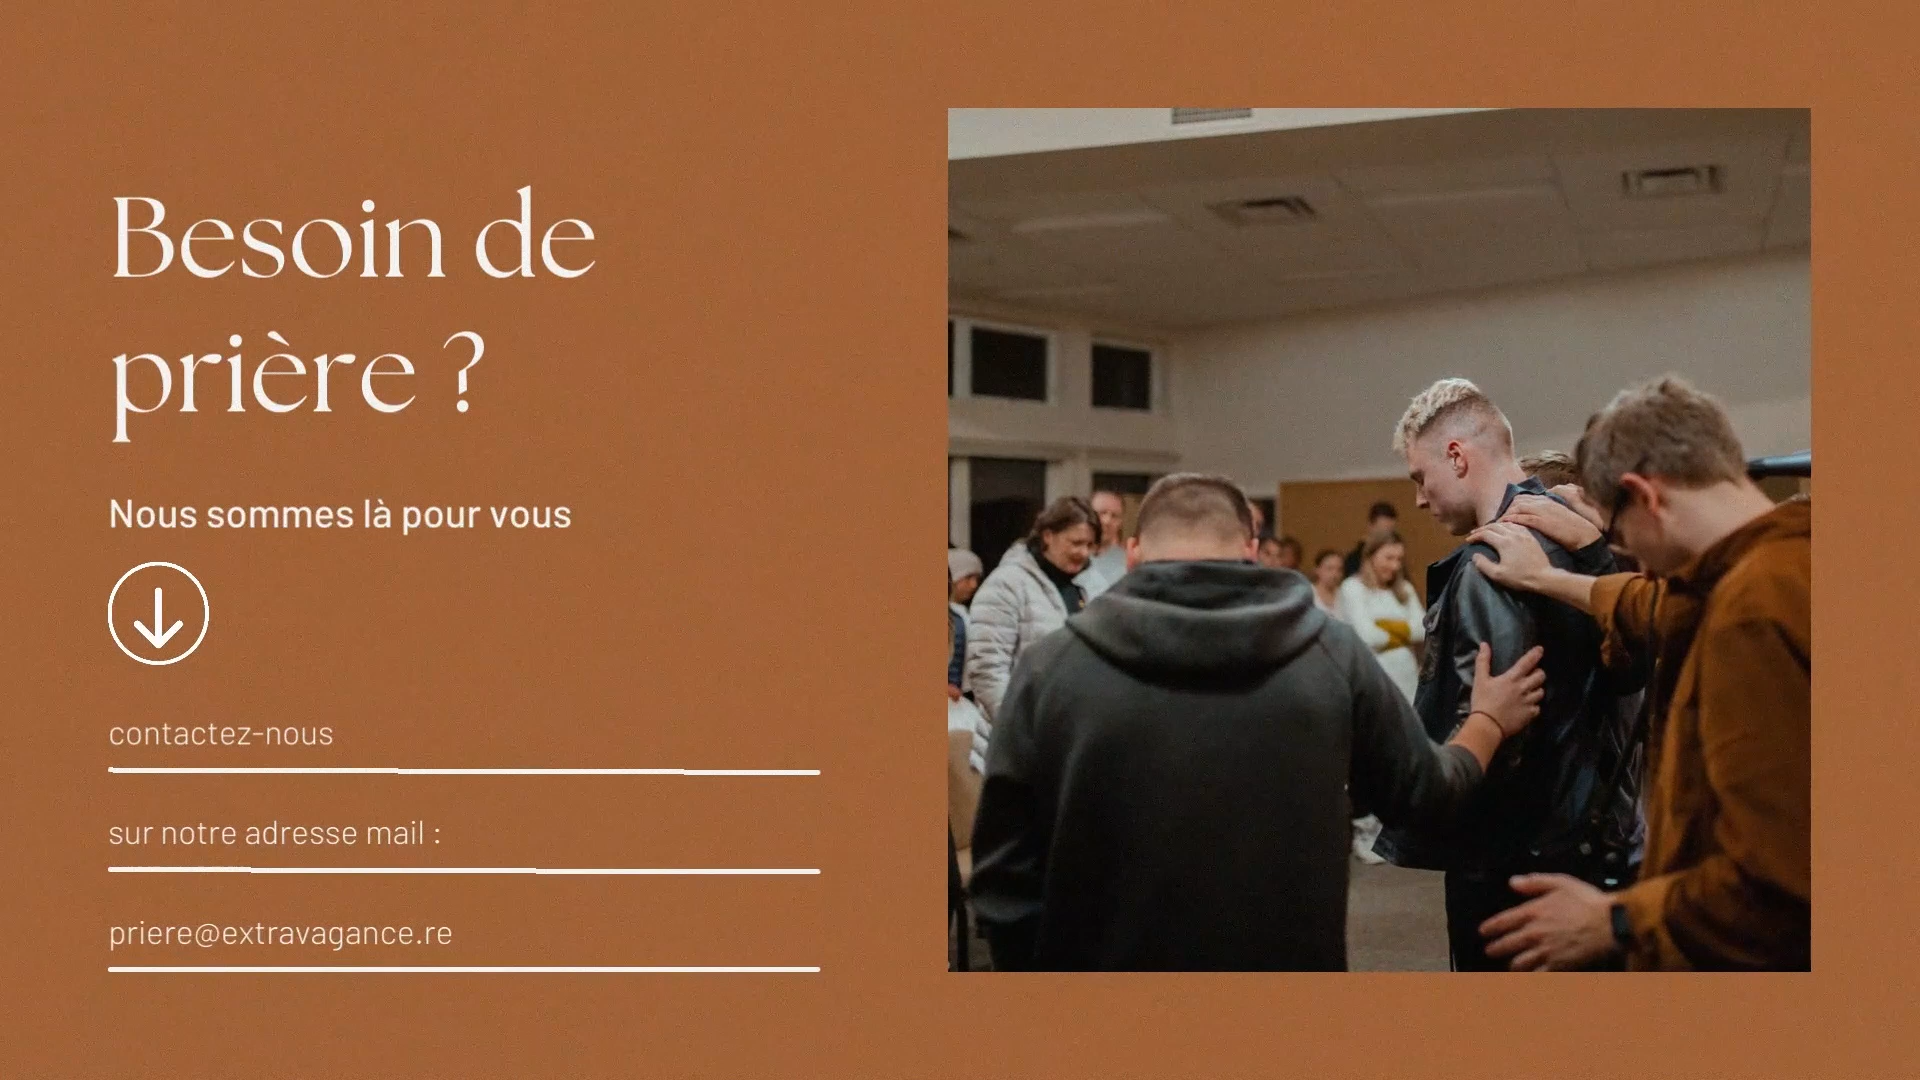 Besoin de
prière ?
Nous sommes là pour vous
contactez-nous
sur notre adresse mail :
priere@extravagance.re